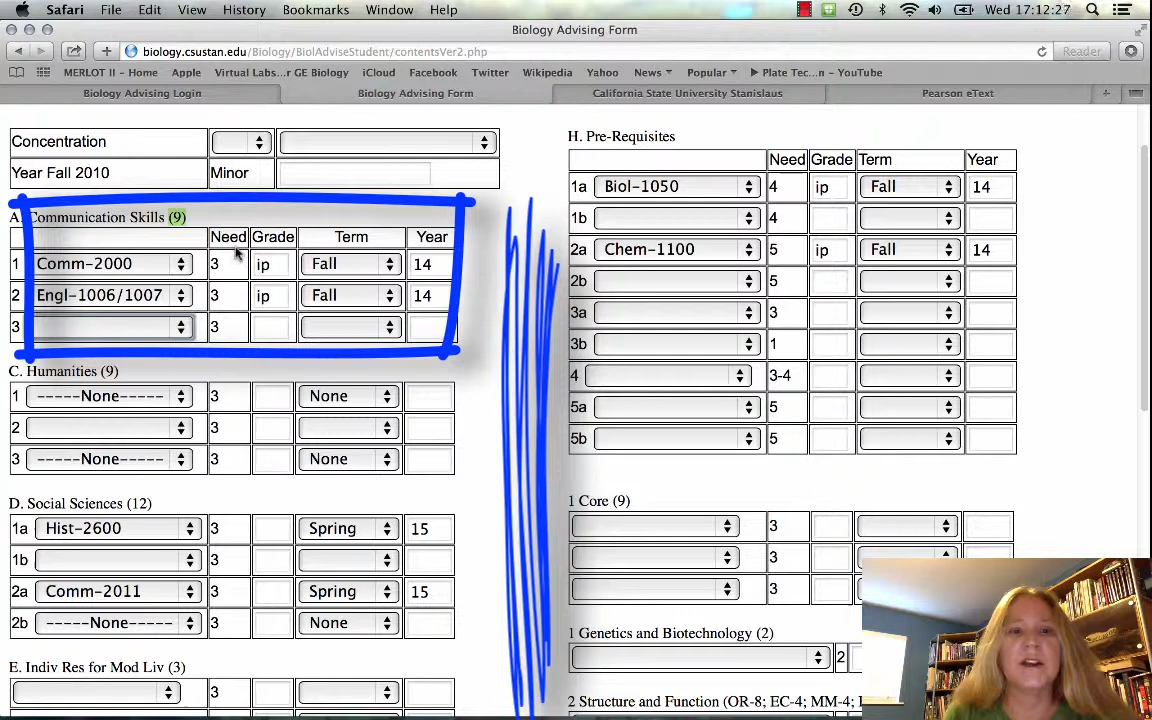 Safari File Edit View History Bookmarks Window Help Wed 17:12:27
Biology Advising Form
biology.csustan.edu/Biology/BiolAdviseStudent/contentsVer2.php Reader
MERLOT II - Home Apple Virtual Labs...r GE Biology iCloud Facebook Twitter Wikipedia Yahoo News Popular Plate Tec...n - YouTube
Biology Advising Login Biology Advising Form California State University Stanislaus Pearson eText
Concentration
Year Fall 2010 Minor
A. Communication Skills (9)
Need Grade Term Year
1 Comm-2000 3 ip Fall 14
2 Engl-1006/1007 3 ip Fall 14
3 3
C. Humanities (9)
1 -----None----- 3 None
2 3
3 -----None----- 3 None
D. Social Sciences (12)
1a Hist-2600 3 Spring 15
1b 3
2a Comm-2011 3 Spring 15
2b -----None----- 3 None
E. Indiv Res for Mod Liv (3)
3
H. Pre-Requisites
Need Grade Term Year
1a Biol-1050 4 ip Fall 14
1b 4
2a Chem-1100 5 ip Fall 14
2b 5
3a 3
3b 1
4 3-4
5a 5
5b 5
1 Core (9)
3
3
3
1 Genetics and Biotechnology (2)
2
2 Structure and Function (OR-8; EC-4; MM-4;